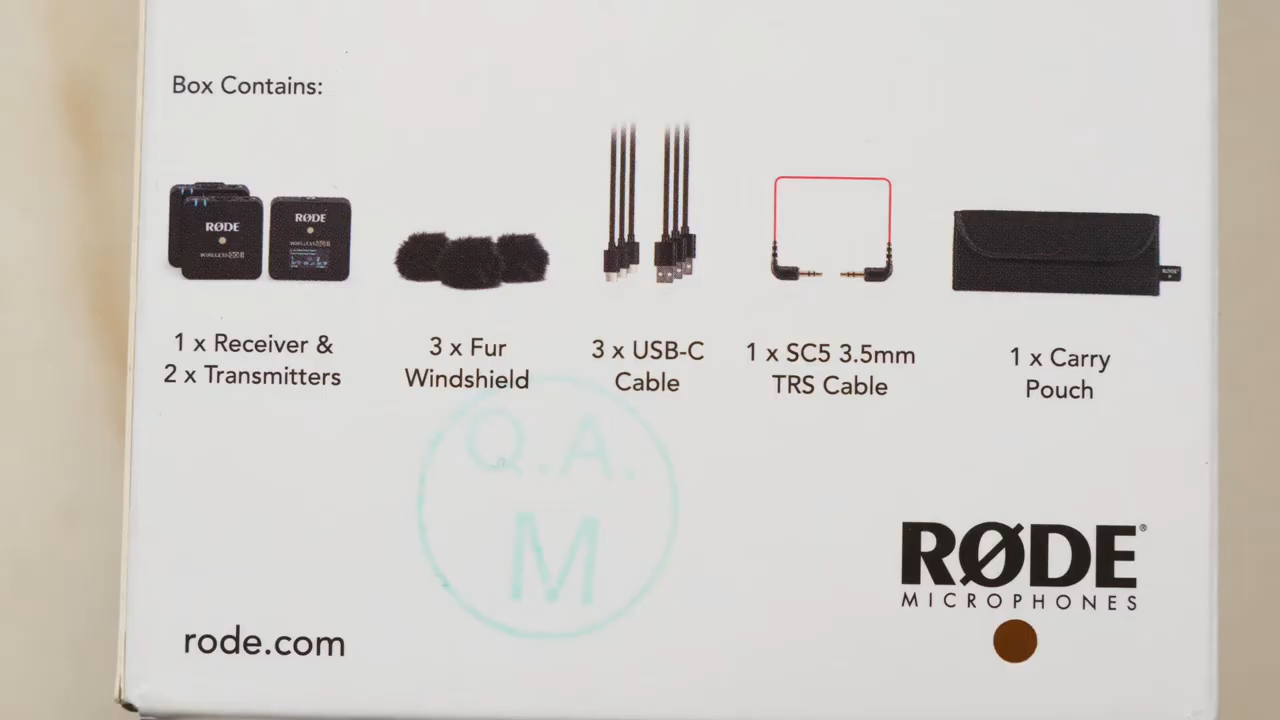 Box Contains:
RØDE
RØDE
1 x Receiver &
2 x Transmitters
3 x Fur
Windshield
3 x USB-C
Cable
1 x SC5 3.5mm
TRS Cable
1 x Carry
Pouch
Q.A.
M
RØDE®
MICROPHONES
rode.com